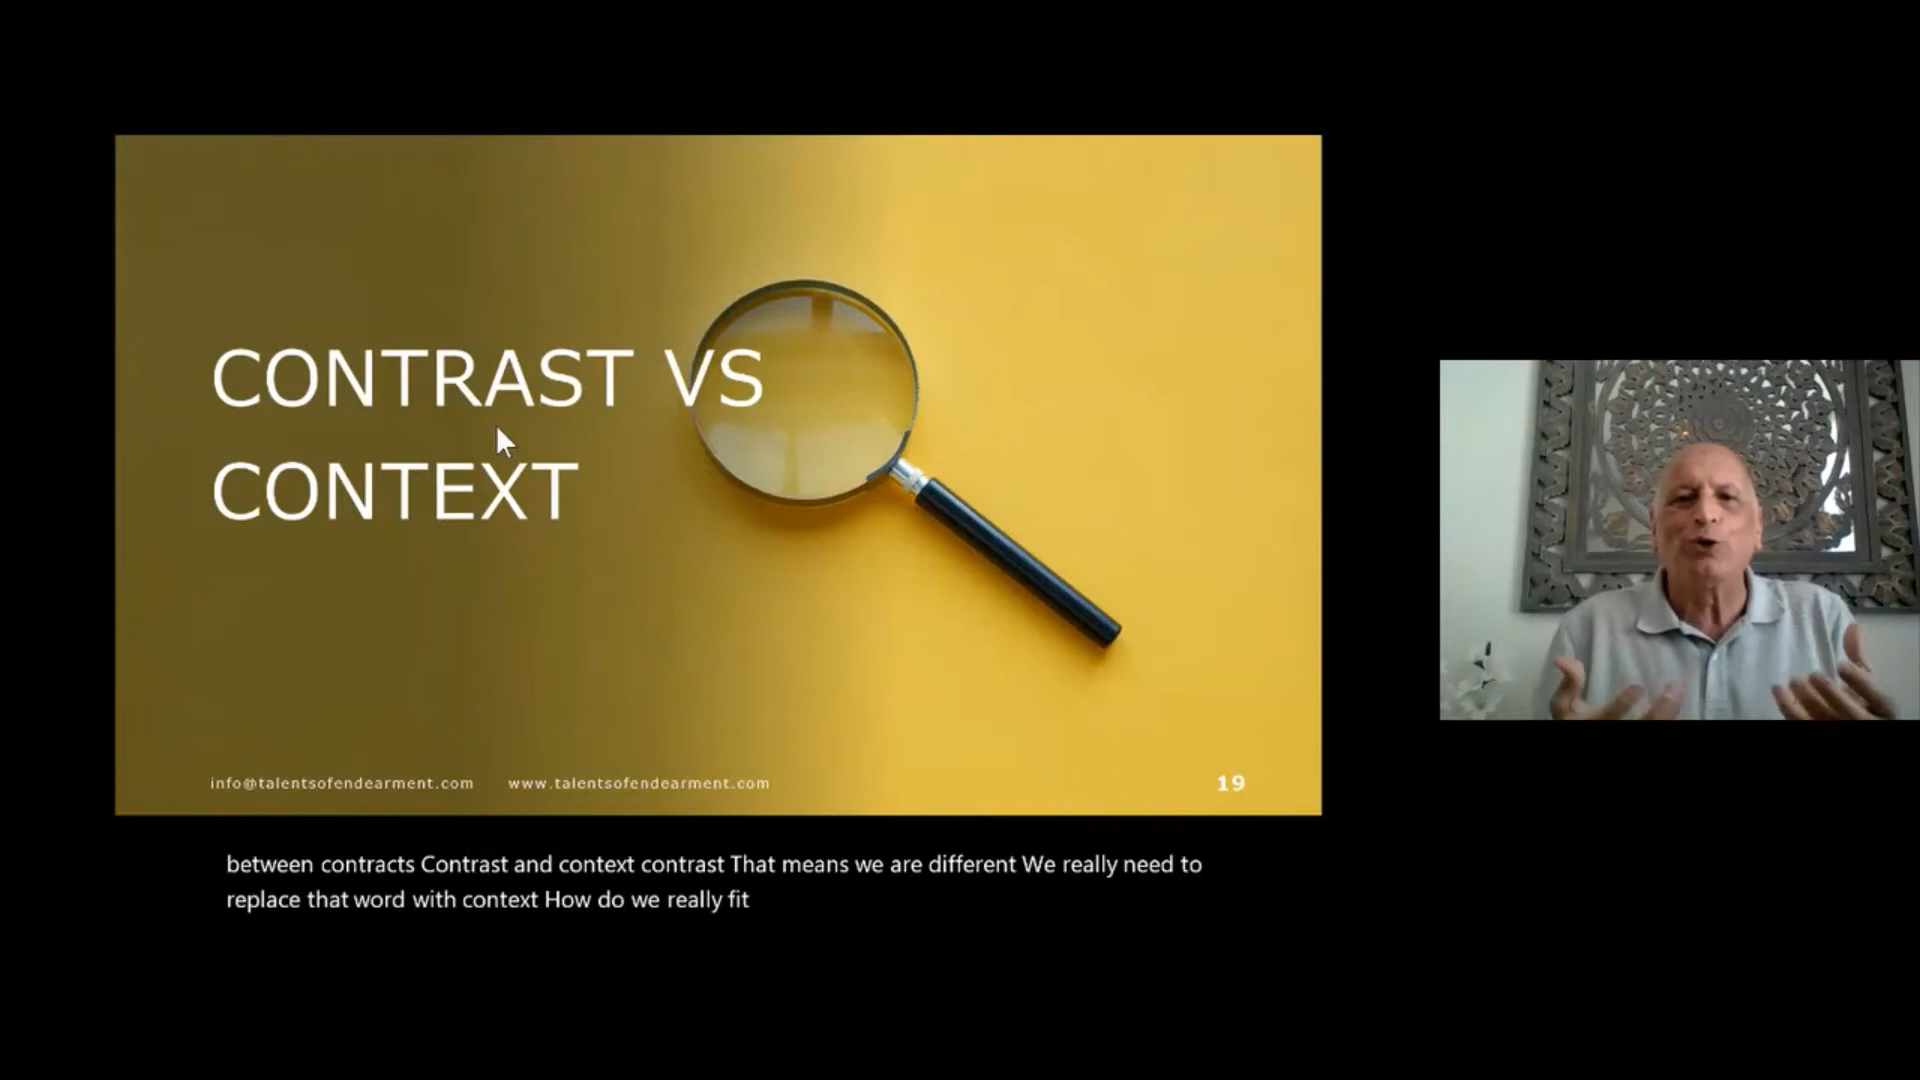 CONTRAST VS
CONTEXT
info@talentsofendearment.com www.talentsofendearment.com 19
between contracts Contrast and context contrast That means we are different We really need to
replace that word with context How do we really fit